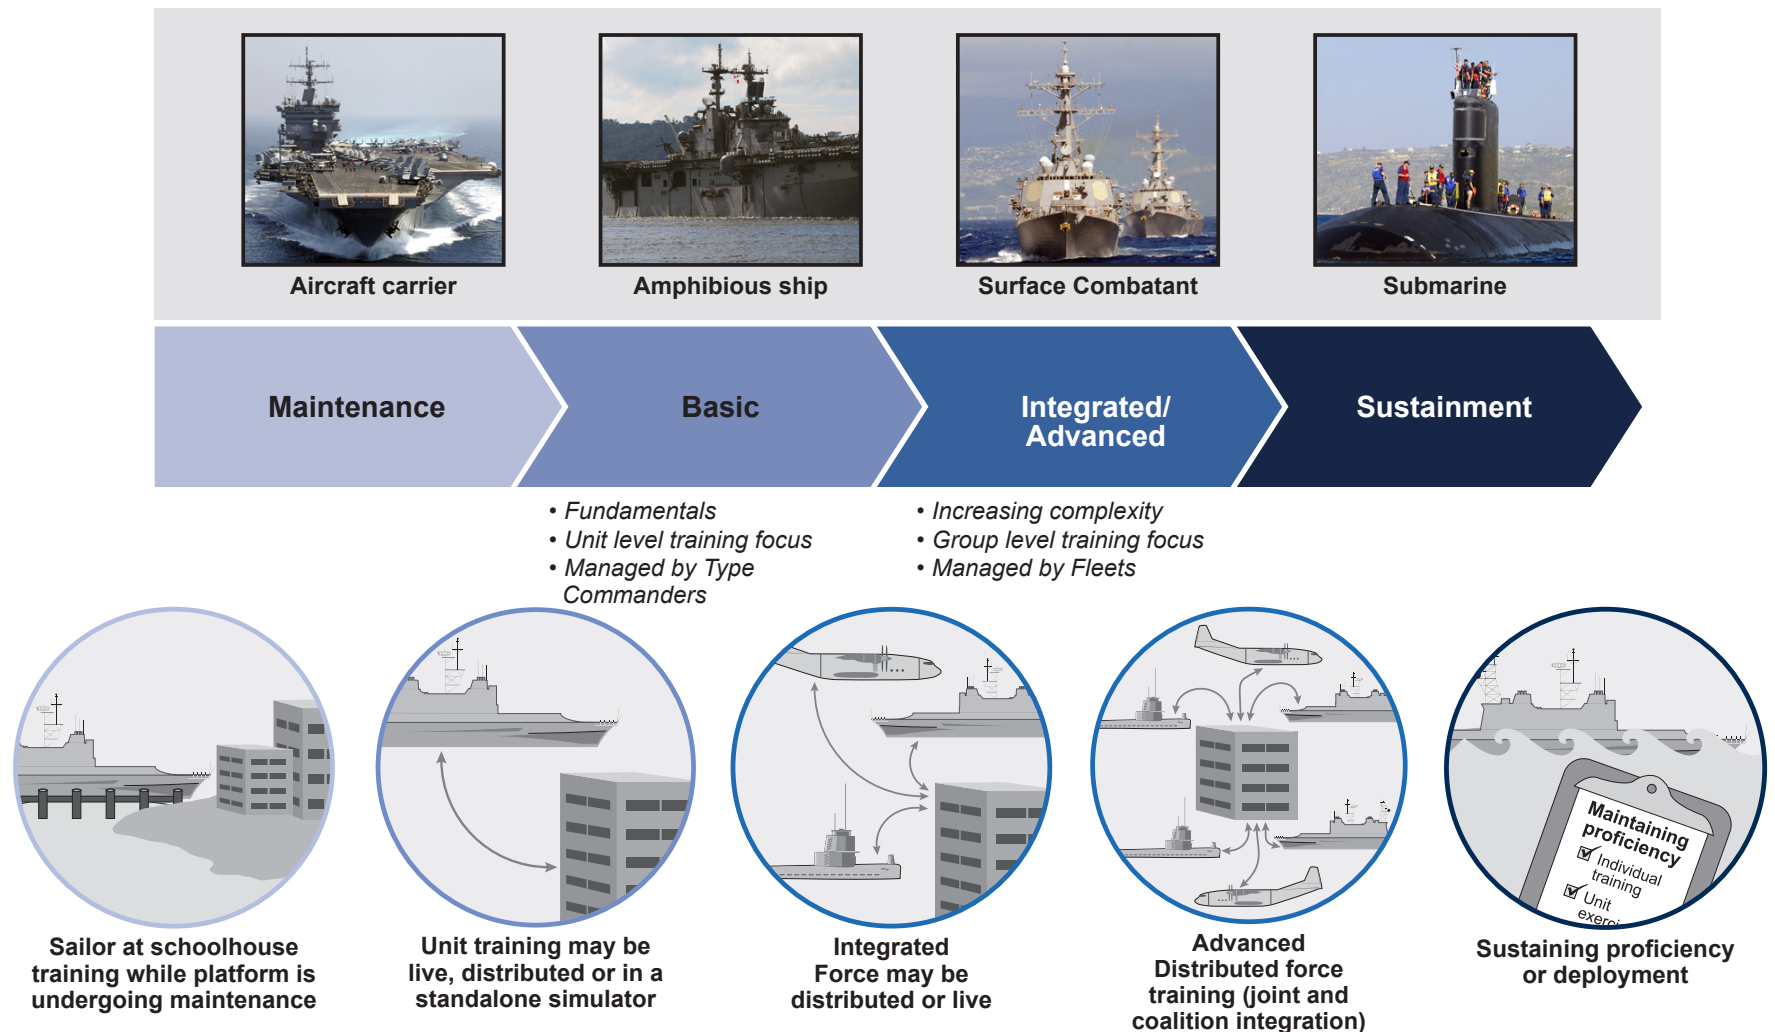 Aircraft carrier
Amphibious ship
Surface Combatant
Submarine
Maintenance
Basic
Integrated/
Advanced
Sustainment
• Fundamentals
• Unit level training focus
• Managed by Type
Commanders
• Increasing complexity
• Group level training focus
• Managed by Fleets
Maintaining
proficiency
Individual
training
Unit
Sailor at schoolhouse
training while platform is
undergoing maintenance
Unit training may be
live, distributed or in a
standalone simulator
Integrated
Force may be
distributed or live
Advanced
Distributed force
training (joint and
coalition integration)
Sustaining proficiency
or deployment